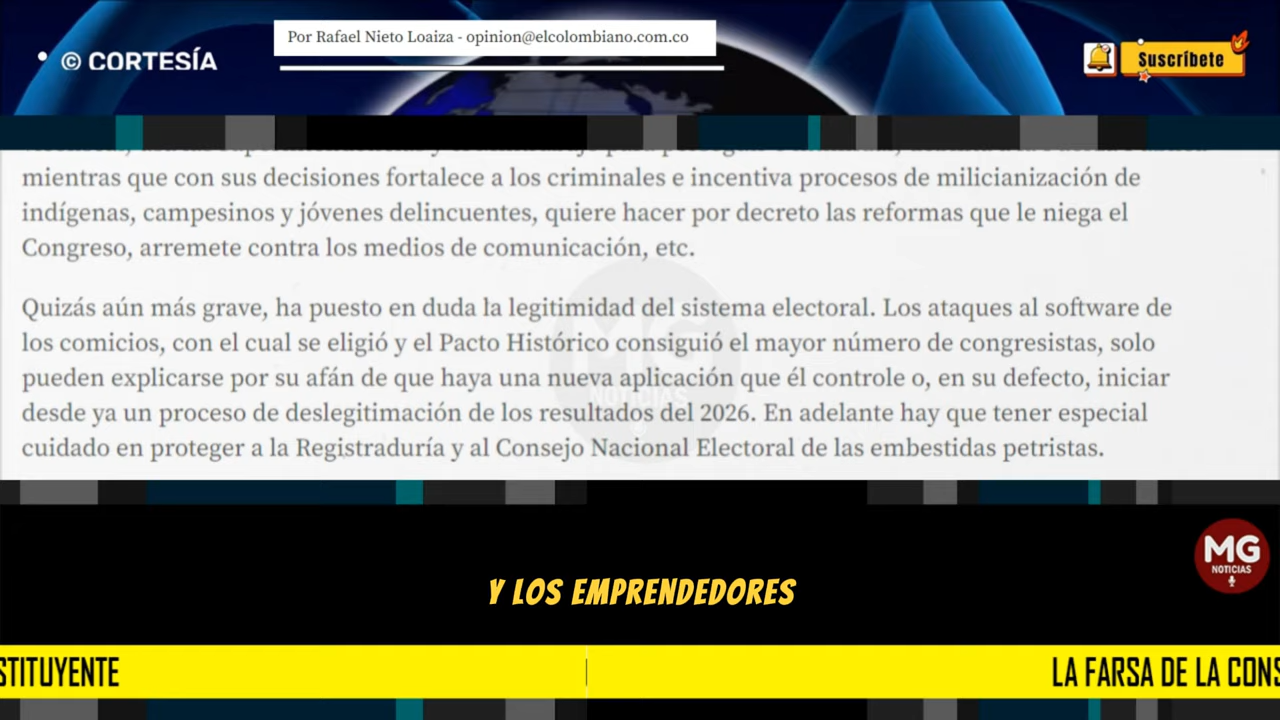 Por Rafael Nieto Loaiza - opinion@elcolombiano.com.co
© CORTESÍA
Suscríbete
mientras que con sus decisiones fortalece a los criminales e incentiva procesos de milicianización de
indígenas, campesinos y jóvenes delincuentes, quiere hacer por decreto las reformas que le niega el
Congreso, arremete contra los medios de comunicación, etc.
Quizás aún más grave, ha puesto en duda la legitimidad del sistema electoral. Los ataques al software de
los comicios, con el cual se eligió y el Pacto Histórico consiguió el mayor número de congresistas, solo
pueden explicarse por su afán de que haya una nueva aplicación que él controle o, en su defecto, iniciar
desde ya un proceso de deslegitimación de los resultados del 2026. En adelante hay que tener especial
cuidado en proteger a la Registraduría y al Consejo Nacional Electoral de las embestidas petristas.
MG
NOTICIAS
MG
NOTICIAS
Y LOS EMPRENDEDORES
STITUYENTE
LA FARSA DE LA CONS